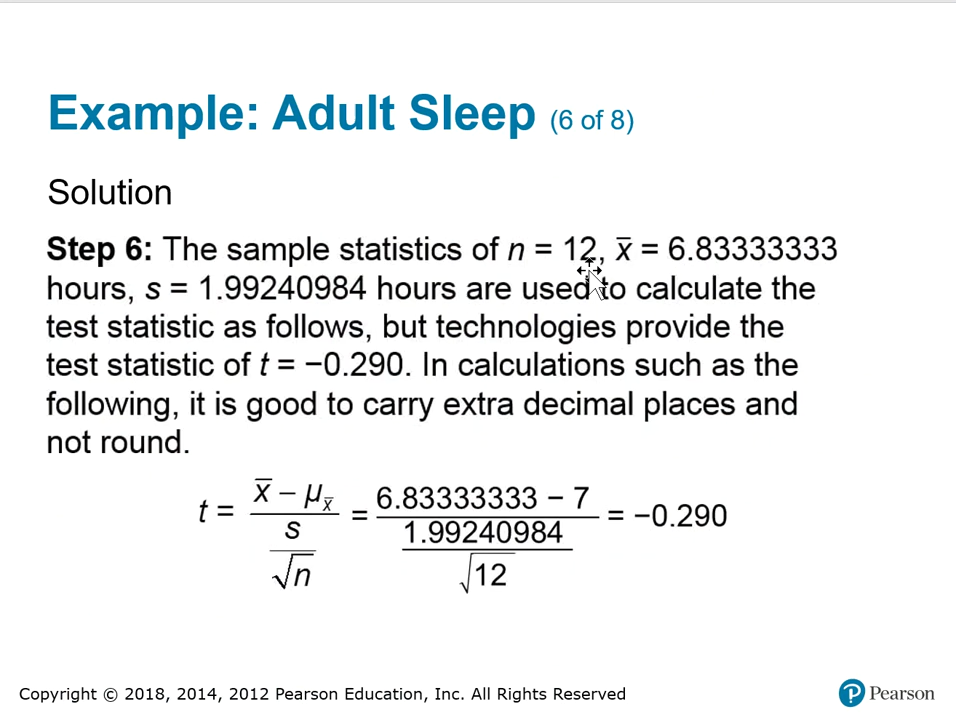 Example: Adult Sleep (6 of 8)
Solution
Step 6: The sample statistics of n = 12, x̅ = 6.83333333
hours, s = 1.99240984 hours are used to calculate the
test statistic as follows, but technologies provide the
test statistic of t = −0.290. In calculations such as the
following, it is good to carry extra decimal places and
not round.
t = (x̅ − μx̅) / (s / √n) = (6.83333333 − 7) / (1.99240984 / √12) = −0.290
Copyright © 2018, 2014, 2012 Pearson Education, Inc. All Rights Reserved
P Pearson